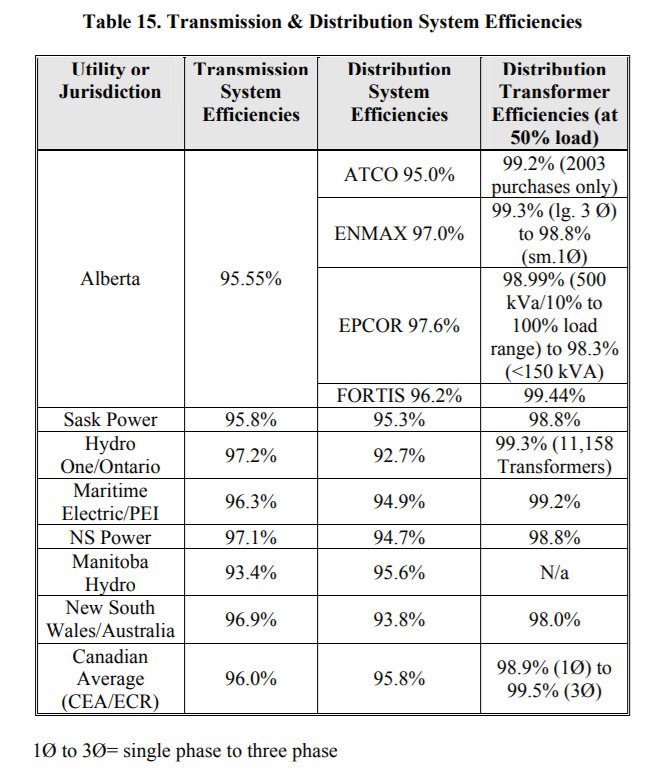 Table 15. Transmission & Distribution System Efficiencies
Utility or
Jurisdiction
Transmission
System
Efficiencies
Distribution
System
Efficiencies
Distribution
Transformer
Efficiencies (at
50% load)
Alberta
95.55%
ATCO 95.0%
99.2% (2003
purchases only)
ENMAX 97.0%
99.3% (lg. 3 Ø)
to 98.8%
(sm.1Ø)
EPCOR 97.6%
98.99% (500
kVa/10% to
100% load
range) to 98.3%
(<150 kVA)
FORTIS 96.2%
99.44%
Sask Power
95.8%
95.3%
98.8%
Hydro
One/Ontario
97.2%
92.7%
99.3% (11,158
Transformers)
Maritime
Electric/PEI
96.3%
94.9%
99.2%
NS Power
97.1%
94.7%
98.8%
Manitoba
Hydro
93.4%
95.6%
N/a
New South
Wales/Australia
96.9%
93.8%
98.0%
Canadian
Average
(CEA/ECR)
96.0%
95.8%
98.9% (1Ø) to
99.5% (3Ø)
1Ø to 3Ø= single phase to three phase